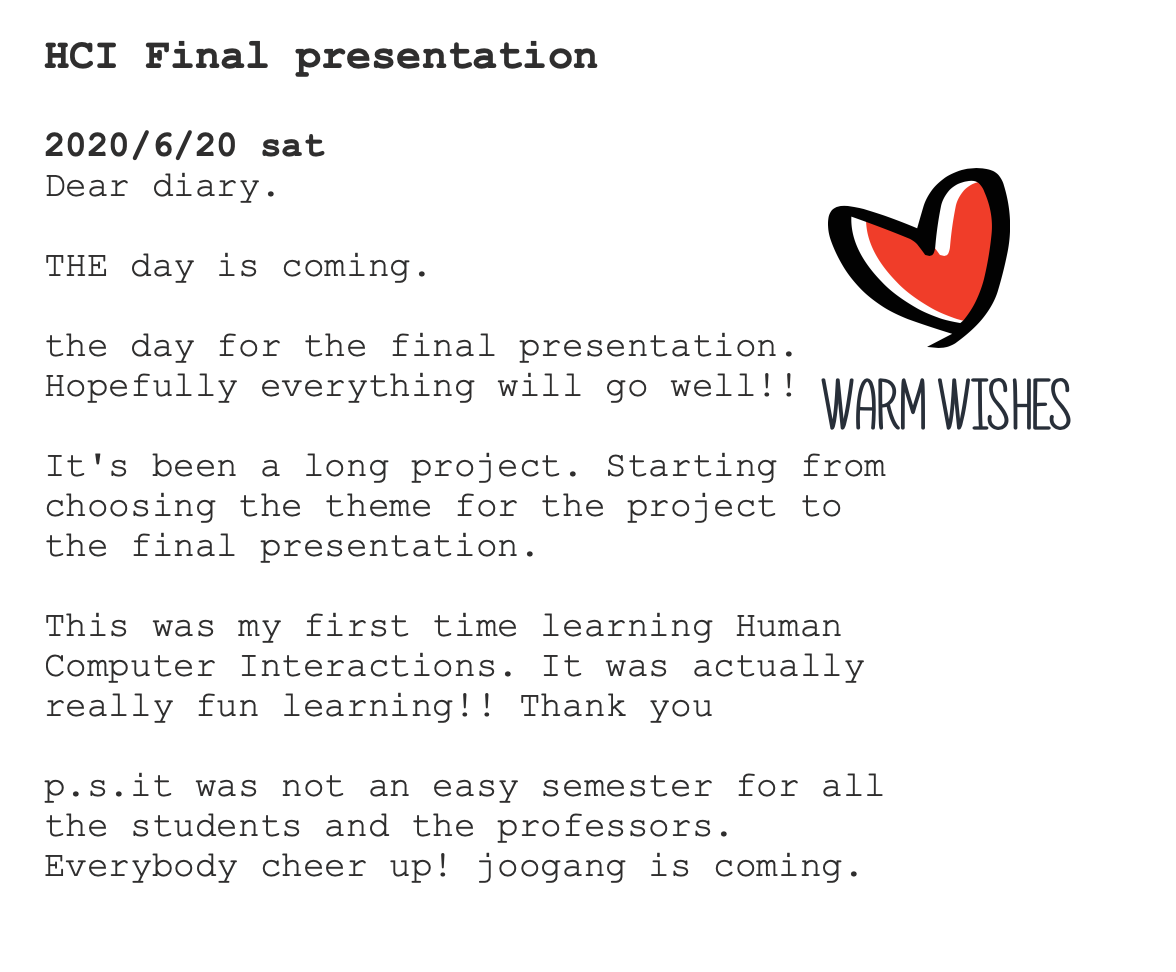 HCI Final presentation
2020/6/20 sat
Dear diary.
THE day is coming.
the day for the final presentation.
Hopefully everything will go well!!
WARM WISHES
It's been a long project. Starting from
choosing the theme for the project to
the final presentation.
This was my first time learning Human
Computer Interactions. It was actually
really fun learning!! Thank you
p.s.it was not an easy semester for all
the students and the professors.
Everybody cheer up! joogang is coming.